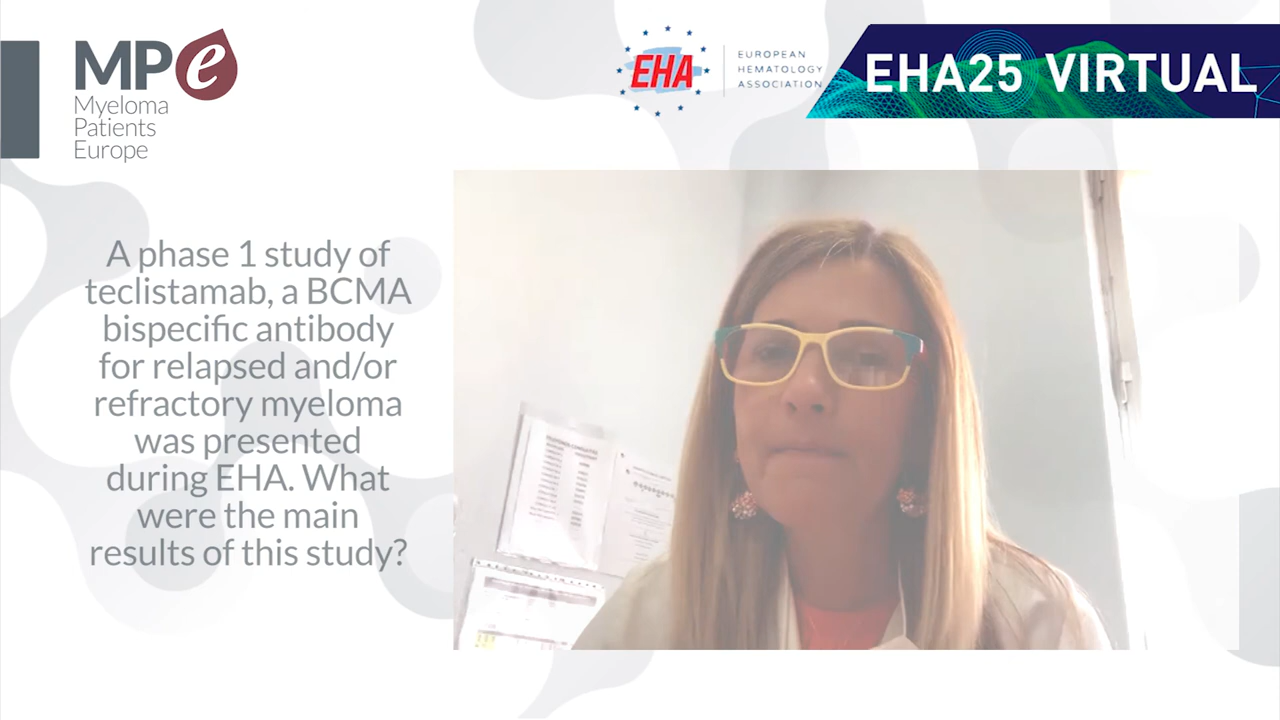 MPe
Myeloma
Patients
Europe
EHA
EUROPEAN
HEMATOLOGY
ASSOCIATION
EHA25 VIRTUAL
A phase 1 study of
teclistamab, a BCMA
bispecific antibody
for relapsed and/or
refractory myeloma
was presented
during EHA. What
were the main
results of this study?